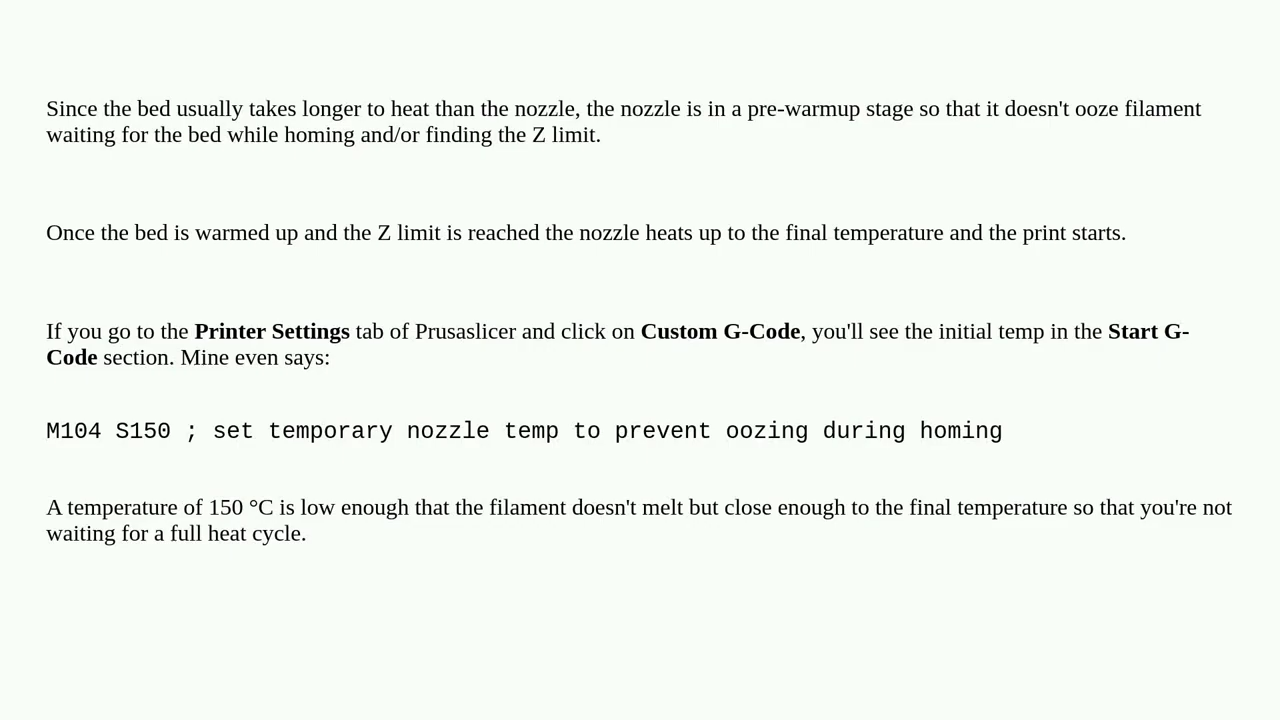 Since the bed usually takes longer to heat than the nozzle, the nozzle is in a pre-warmup stage so that it doesn't ooze filament
waiting for the bed while homing and/or finding the Z limit.
Once the bed is warmed up and the Z limit is reached the nozzle heats up to the final temperature and the print starts.
If you go to the Printer Settings tab of Prusaslicer and click on Custom G-Code, you'll see the initial temp in the Start G-
Code section. Mine even says:
M104 S150 ; set temporary nozzle temp to prevent oozing during homing
A temperature of 150 °C is low enough that the filament doesn't melt but close enough to the final temperature so that you're not
waiting for a full heat cycle.